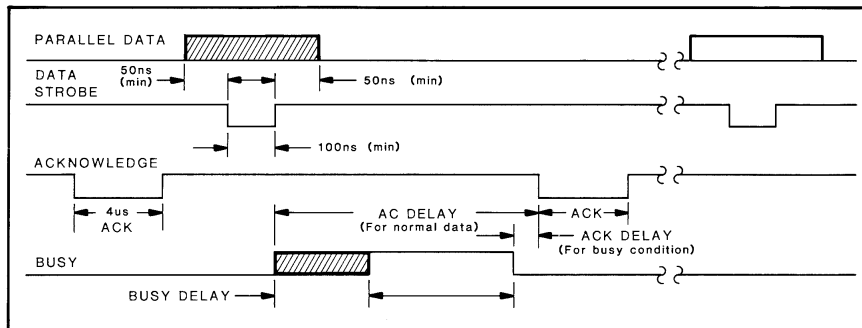 PARALLEL DATA
50ns
(min)
50ns (min)
DATA
STROBE
100ns (min)
ACKNOWLEDGE
4us
ACK
AC DELAY
(For normal data)
ACK
ACK DELAY
(For busy condition)
BUSY
BUSY DELAY